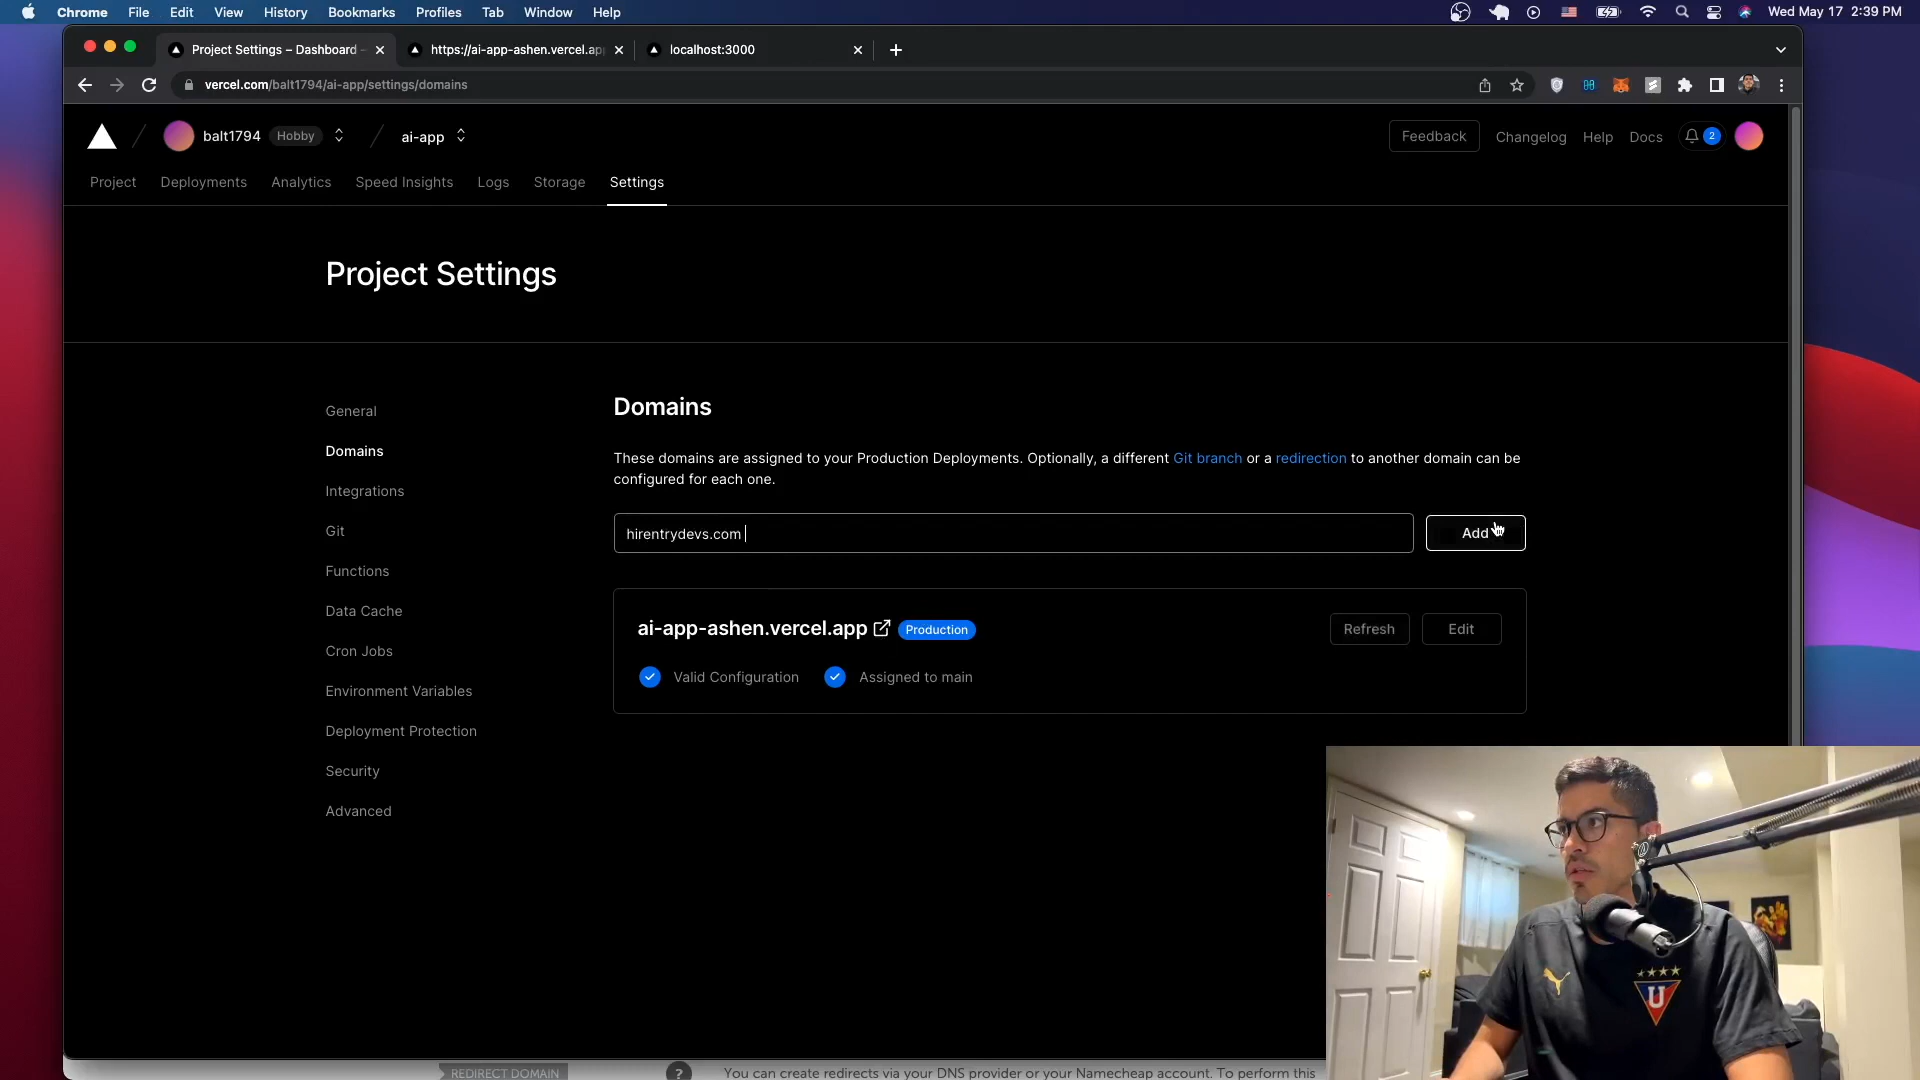 Chrome File Edit View History Bookmarks Profiles Tab Window Help Wed May 17 2:39 PM
Project Settings – Dashboard - https://ai-app-ashen.vercel.ap localhost:3000
vercel.com/balt1794/ai-app/settings/domains
balt1794 Hobby ai-app Feedback Changelog Help Docs 2
Project Deployments Analytics Speed Insights Logs Storage Settings
Project Settings
General
Domains
Integrations
Git
Functions
Data Cache
Cron Jobs
Environment Variables
Deployment Protection
Security
Advanced
Domains
These domains are assigned to your Production Deployments. Optionally, a different Git branch or a redirection to another domain can be
configured for each one.
hirentrydevs.com Add
ai-app-ashen.vercel.app Production Refresh Edit
Valid Configuration Assigned to main
U
REDIRECT DOMAIN ? You can create redirects via your DNS provider or your Namecheap account. To perform this